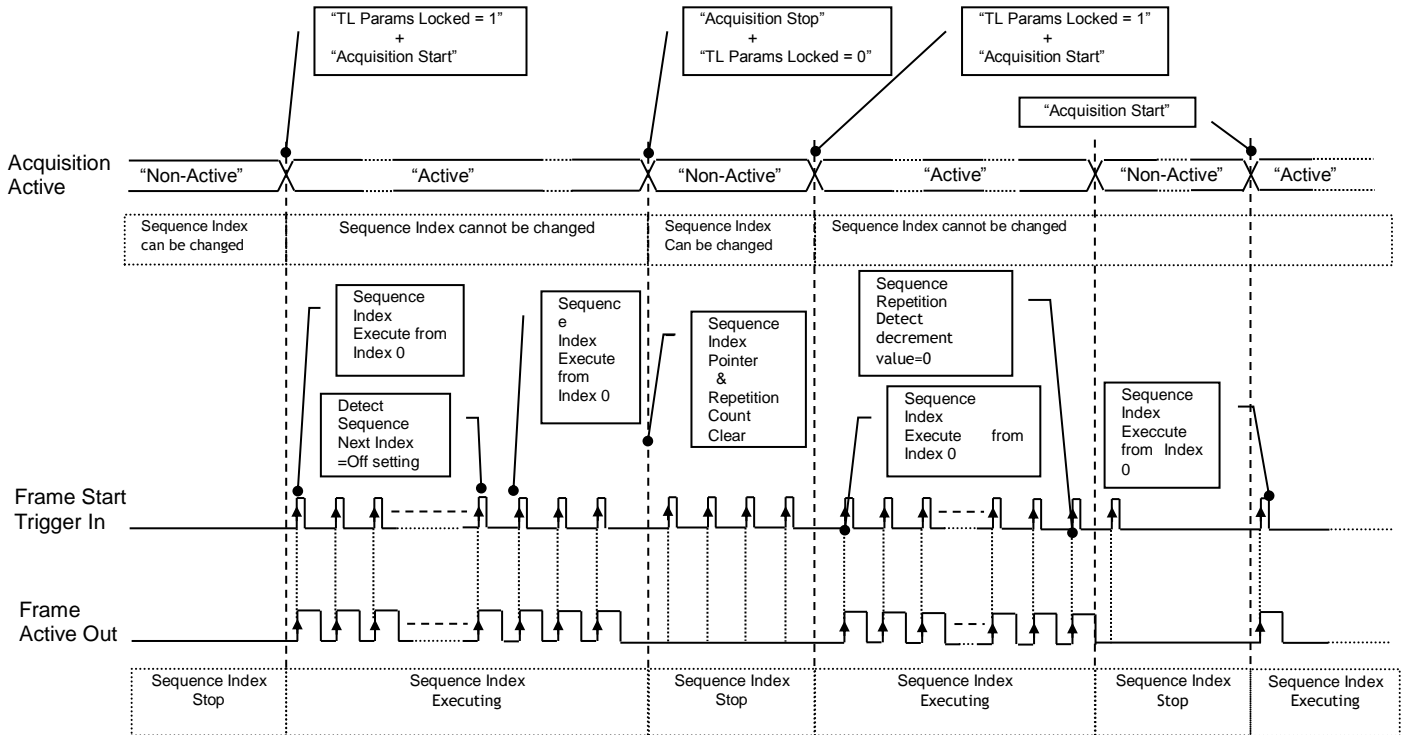 “TL Params Locked = 1”
+
“Acquisition Start”
“Acquisition Stop”
+
“TL Params Locked = 0”
“TL Params Locked = 1”
+
“Acquisition Start”
“Acquisition Start”
Acquisition
Active
“Non-Active”
“Active”
“Non-Active”
“Active”
“Non-Active”
“Active”
Sequence Index
can be changed
Sequence Index cannot be changed
Sequence Index
Can be changed
Sequence Index cannot be changed
Sequence
Index
Execute from
Index 0
Detect
Sequence
Next Index
=Off setting
Sequenc
e
Index
Execute
from
Index 0
Sequence
Index
Pointer
&
Repetition
Count
Clear
Sequence
Repetition
Detect
decrement
value=0
Sequence
Index
Execute from
Index 0
Sequence
Index
Execcute
from Index
0
Frame Start
Trigger In
Frame
Active Out
Sequence Index
Stop
Sequence Index
Executing
Sequence Index
Stop
Sequence Index
Executing
Sequence Index
Stop
Sequence Index
Executing